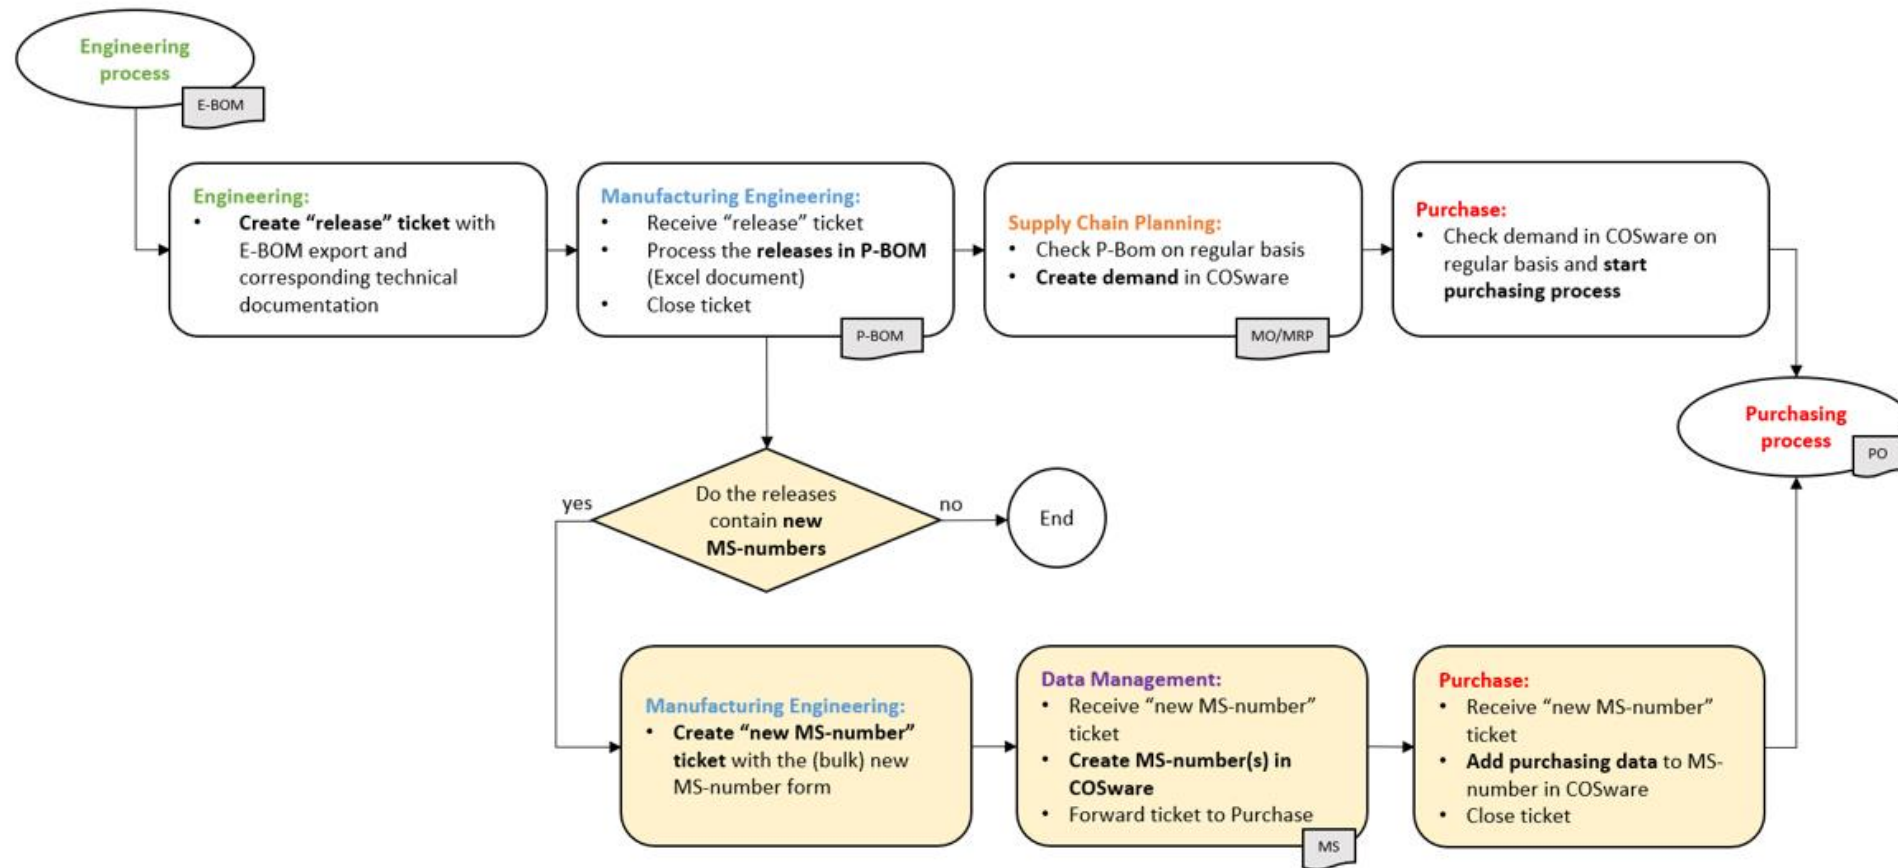 Engineering
process
E-BOM
Engineering:
• Create “release” ticket with
E-BOM export and
corresponding technical
documentation
Manufacturing Engineering:
• Receive “release” ticket
• Process the releases in P-BOM
(Excel document)
• Close ticket
P-BOM
Supply Chain Planning:
• Check P-Bom on regular basis
• Create demand in COSware
MO/MRP
Purchase:
• Check demand in COSware on
regular basis and start
purchasing process
Purchasing
process
PO
Do the releases
contain new
MS-numbers
yes
no
End
Manufacturing Engineering:
• Create “new MS-number”
ticket with the (bulk) new
MS-number form
Data Management:
• Receive “new MS-number”
ticket
• Create MS-number(s) in
COSware
• Forward ticket to Purchase
MS
Purchase:
• Receive “new MS-number”
ticket
• Add purchasing data to MS-
number in COSware
• Close ticket